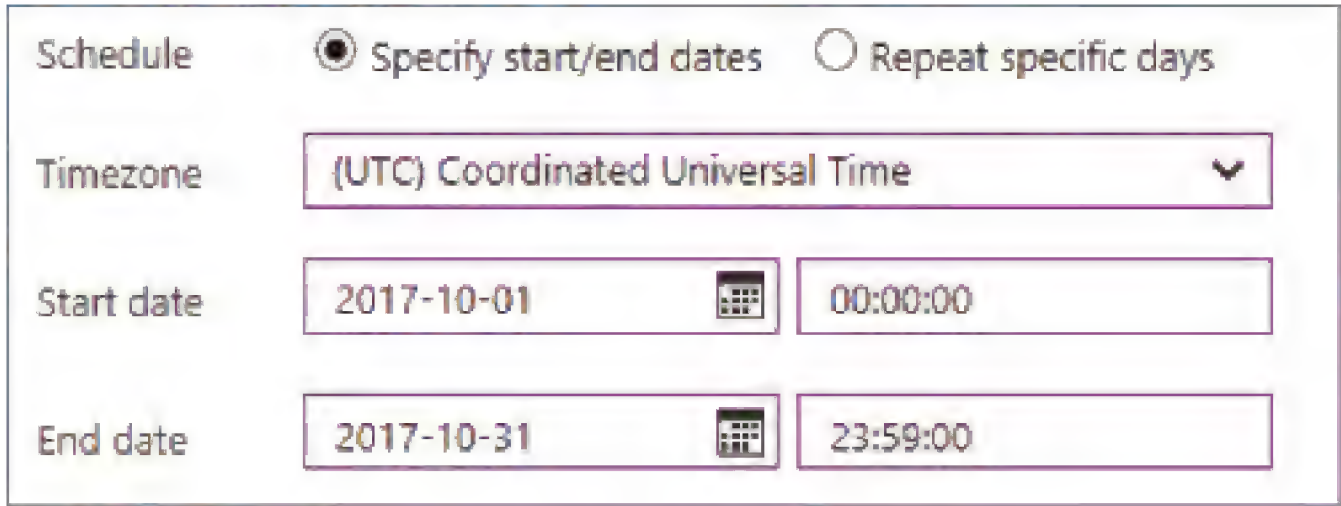 Schedule Specify start/end dates Repeat specific days
Timezone (UTC) Coordinated Universal Time
Start date 2017-10-01 00:00:00
End date 2017-10-31 23:59:00